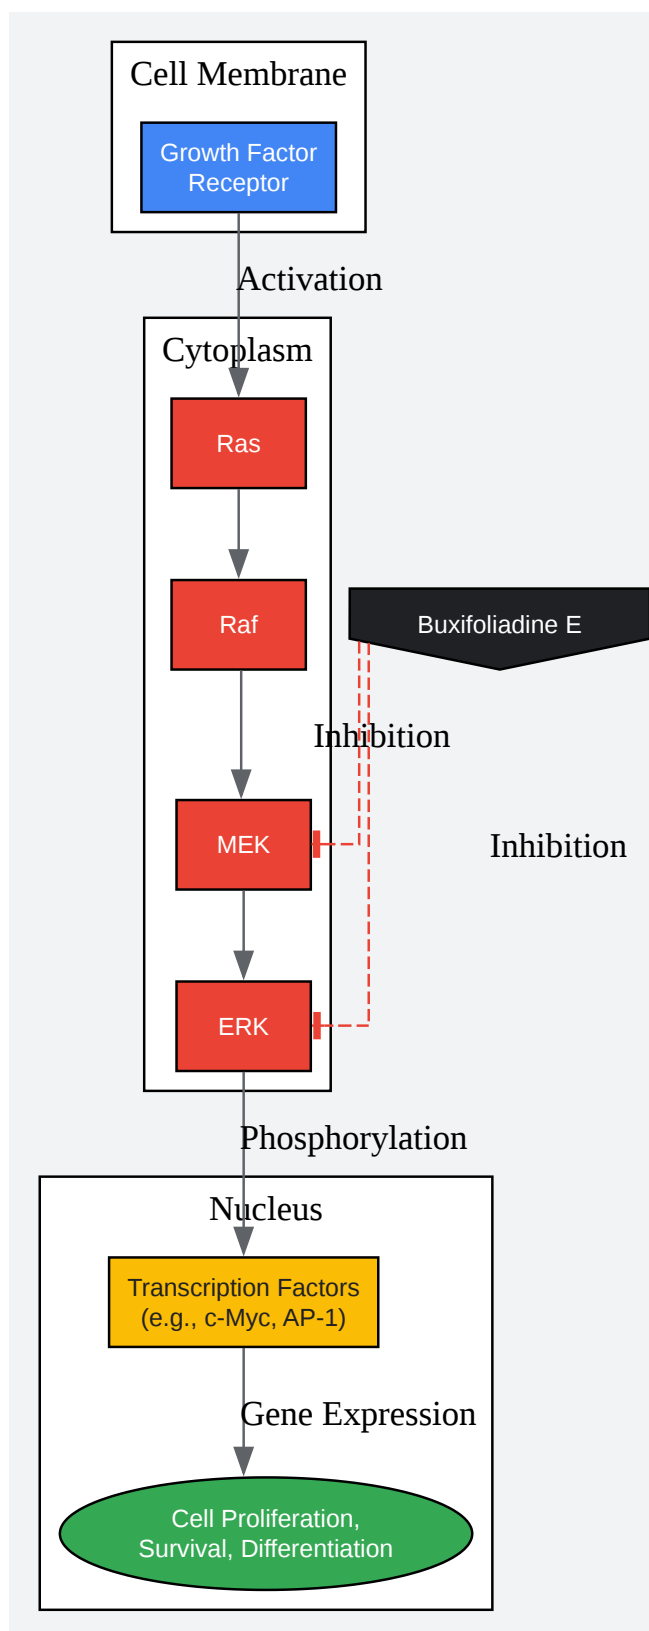 Cell Membrane
Growth Factor
Receptor
Activation
Cytoplasm
Ras
Raf
Buxifoliadine E
Inhibition
MEK
Inhibition
ERK
Phosphorylation
Nucleus
Transcription Factors
(e.g., c-Myc, AP-1)
Gene Expression
Cell Proliferation,
Survival, Differentiation